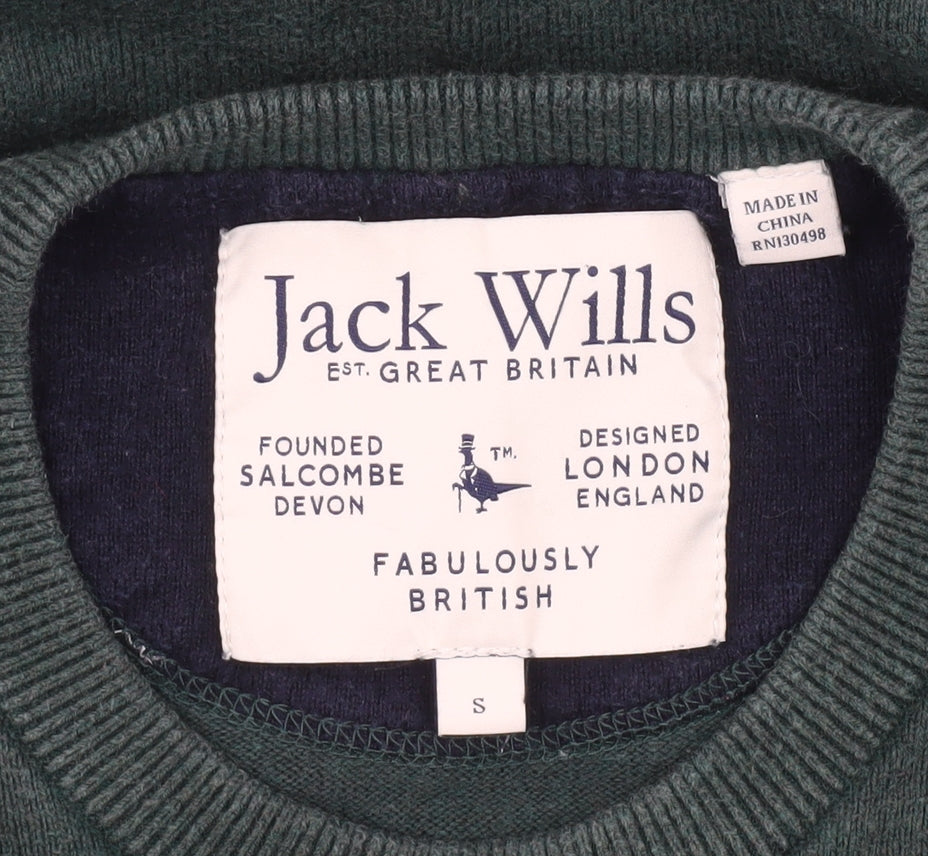 MADE IN
CHINA
RN130498
Jack Wills
EST. GREAT BRITAIN
FOUNDED
SALCOMBE
DEVON
TM.
DESIGNED
LONDON
ENGLAND
FABULOUSLY
BRITISH
S